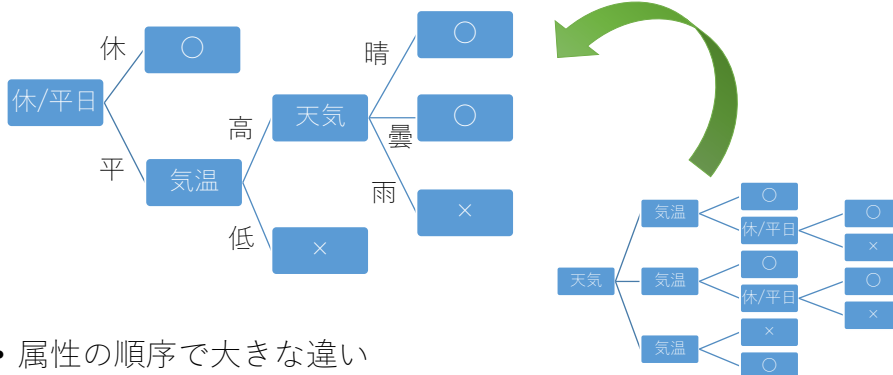 休
〇
晴
〇
休/平日
高
天気
曇
〇
平
気温
雨
×
低
×
〇
気温
休/平日
〇
×
天気
気温
〇
休/平日
〇
×
気温
×
〇
・属性の順序で大きな違い